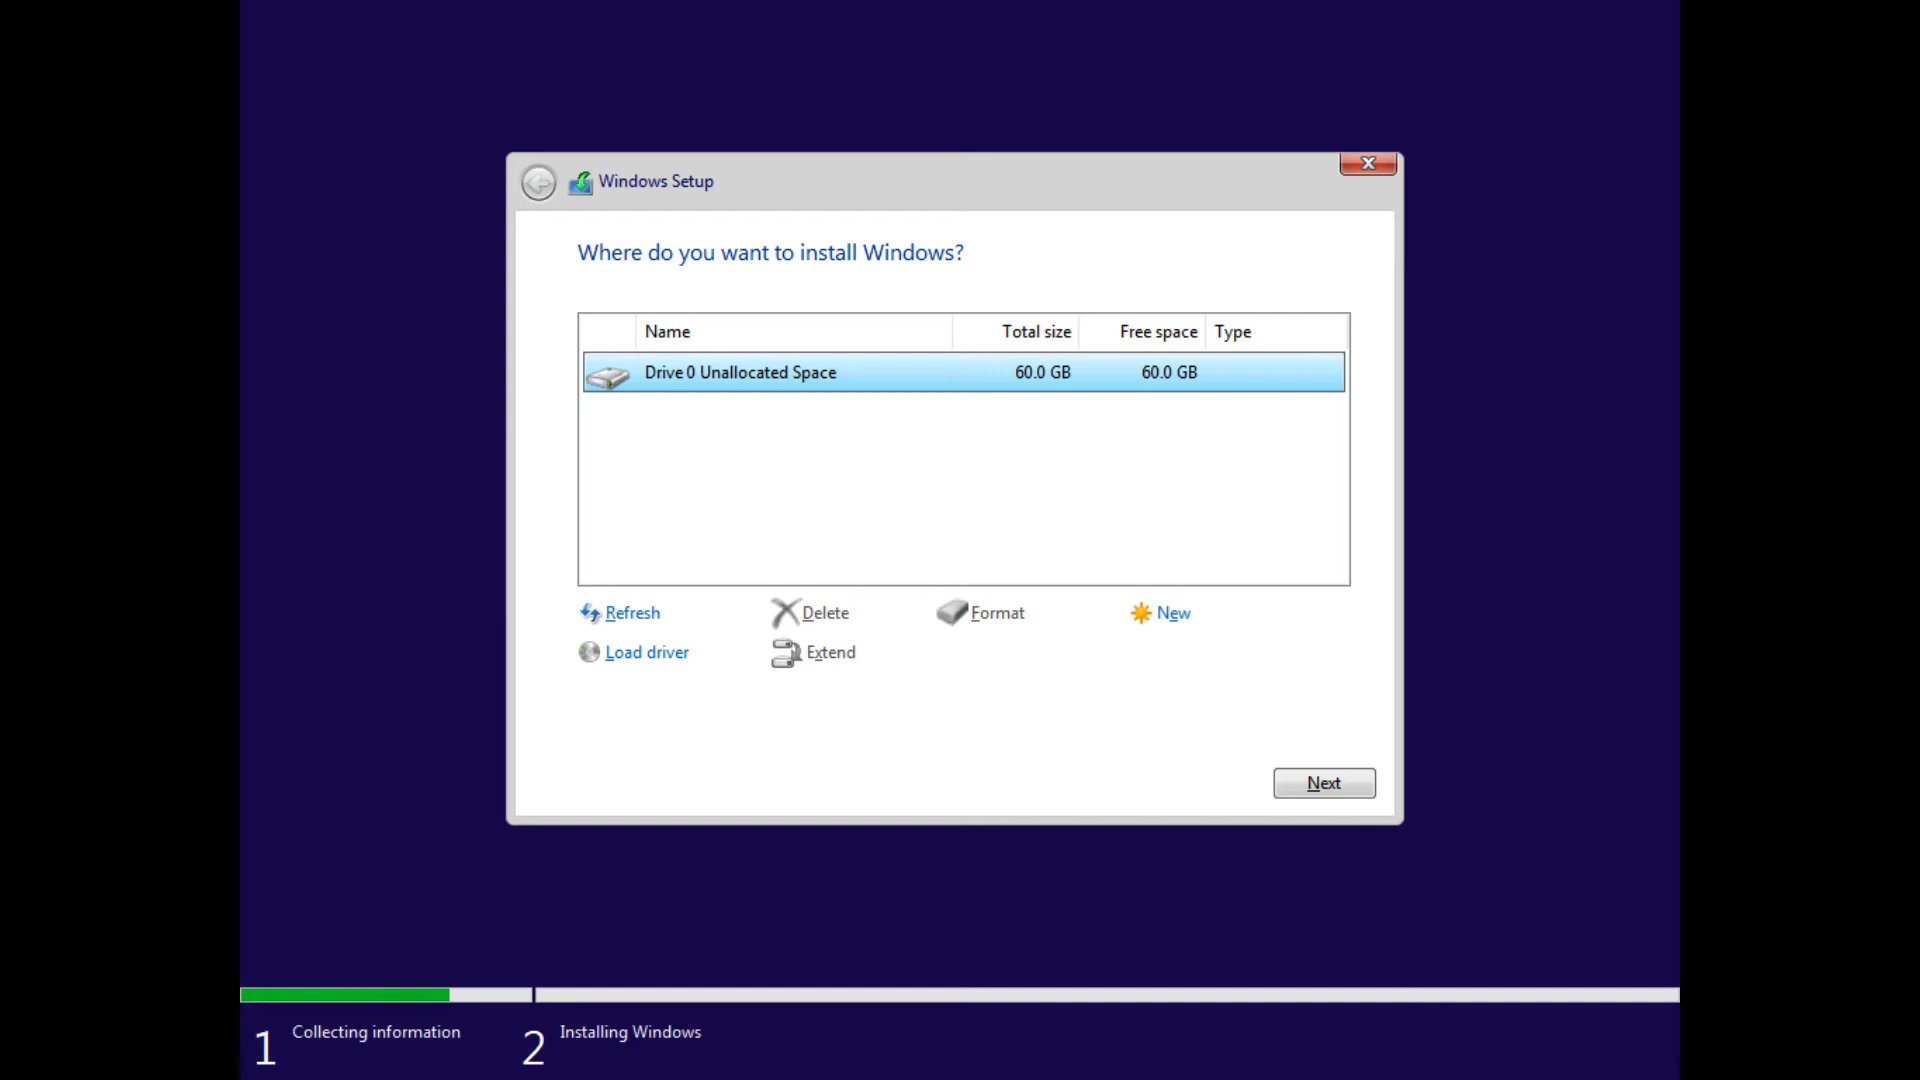 Windows Setup
Where do you want to install Windows?
Name Total size Free space Type
Drive 0 Unallocated Space 60.0 GB 60.0 GB
Refresh Delete Format New
Load driver Extend
Next
1 Collecting information 2 Installing Windows